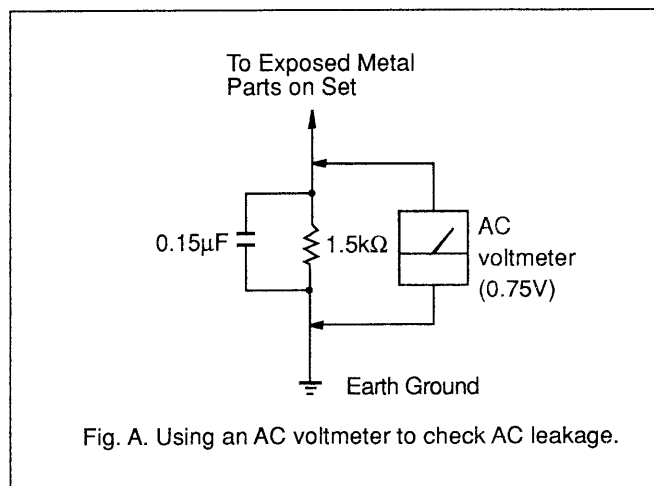 To Exposed Metal
Parts on Set
0.15µF
1.5kΩ
AC
voltmeter
(0.75V)
Earth Ground
Fig. A. Using an AC voltmeter to check AC leakage.